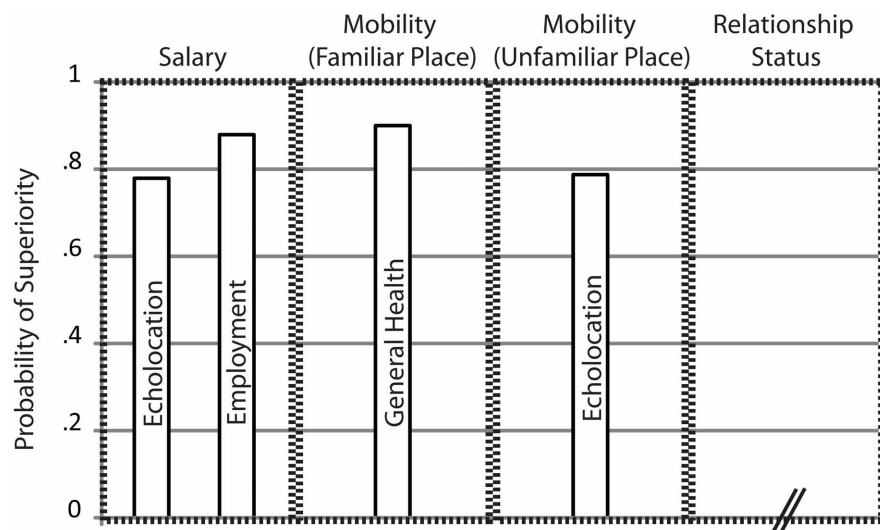 Salary
Mobility
(Familiar Place)
Mobility
(Unfamiliar Place)
Relationship
Status
Probability of Superiority
1
.8
.6
.4
.2
0
Echolocation
Employment
General Health
Echolocation